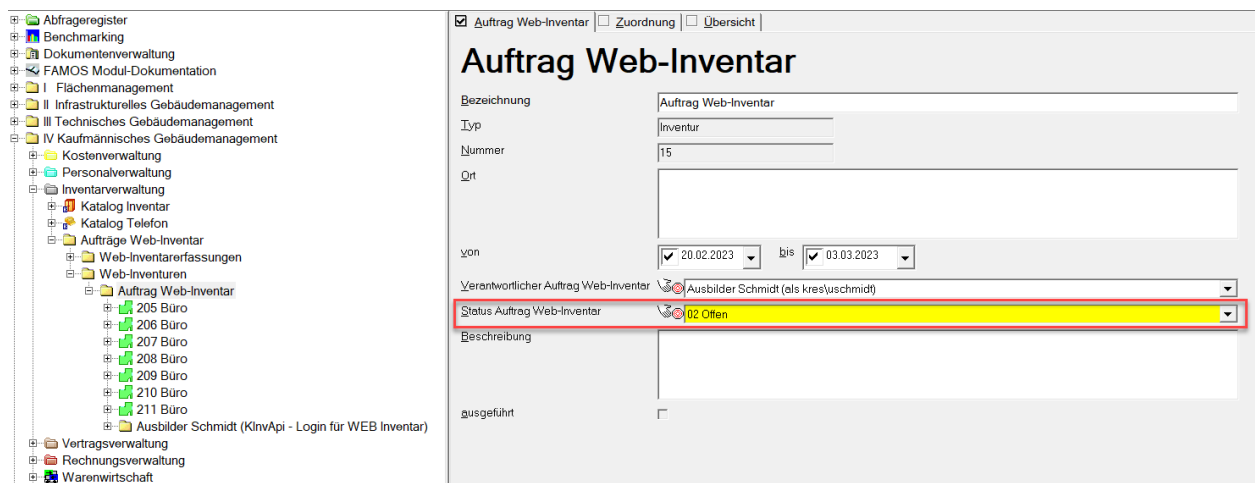 Abfrageregister
Benchmarking
Dokumentenverwaltung
FAMOS Modul-Dokumentation
I Flächenmanagement
II Infrastrukturelles Gebäudemanagement
III Technisches Gebäudemanagement
IV Kaufmännisches Gebäudemanagement
Kostenverwaltung
Personalverwaltung
Inventarverwaltung
Katalog Inventar
Katalog Telefon
Aufträge Web-Inventar
Web-Inventarerfassungen
Web-Inventuren
Auftrag Web-Inventar
205 Büro
206 Büro
207 Büro
208 Büro
209 Büro
210 Büro
211 Büro
Ausbilder Schmidt (KInvApi - Login für WEB Inventar)
Vertragsverwaltung
Rechnungsverwaltung
Warenwirtschaft
Auftrag Web-Inventar Zuordnung Übersicht
Auftrag Web-Inventar
Bezeichnung Auftrag Web-Inventar
Typ Inventur
Nummer 15
Ort
von 20.02.2023 bis 03.03.2023
Verantwortlicher Auftrag Web-Inventar Ausbilder Schmidt (als kres\uschmidt)
Status Auftrag Web-Inventar 02 Offen
Beschreibung
ausgeführt